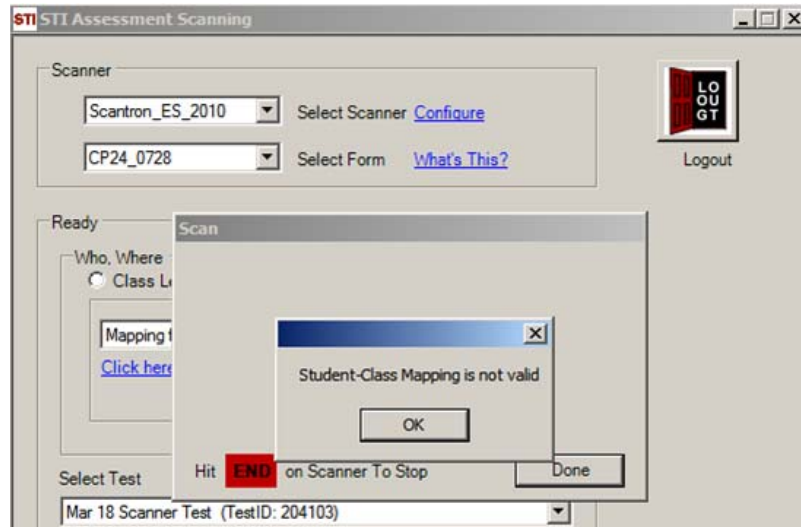 STI STI Assessment Scanning
Scanner
Scantron_ES_2010 Select Scanner Configure
CP24_0728 Select Form What's This?
LO
OU
GT
Logout
Ready
Scan
Who, Where
Class
Mapping
Click here
Student-Class Mapping is not valid
OK
Hit END on Scanner To Stop Done
Select Test
Mar 18 Scanner Test (TestID: 204103)